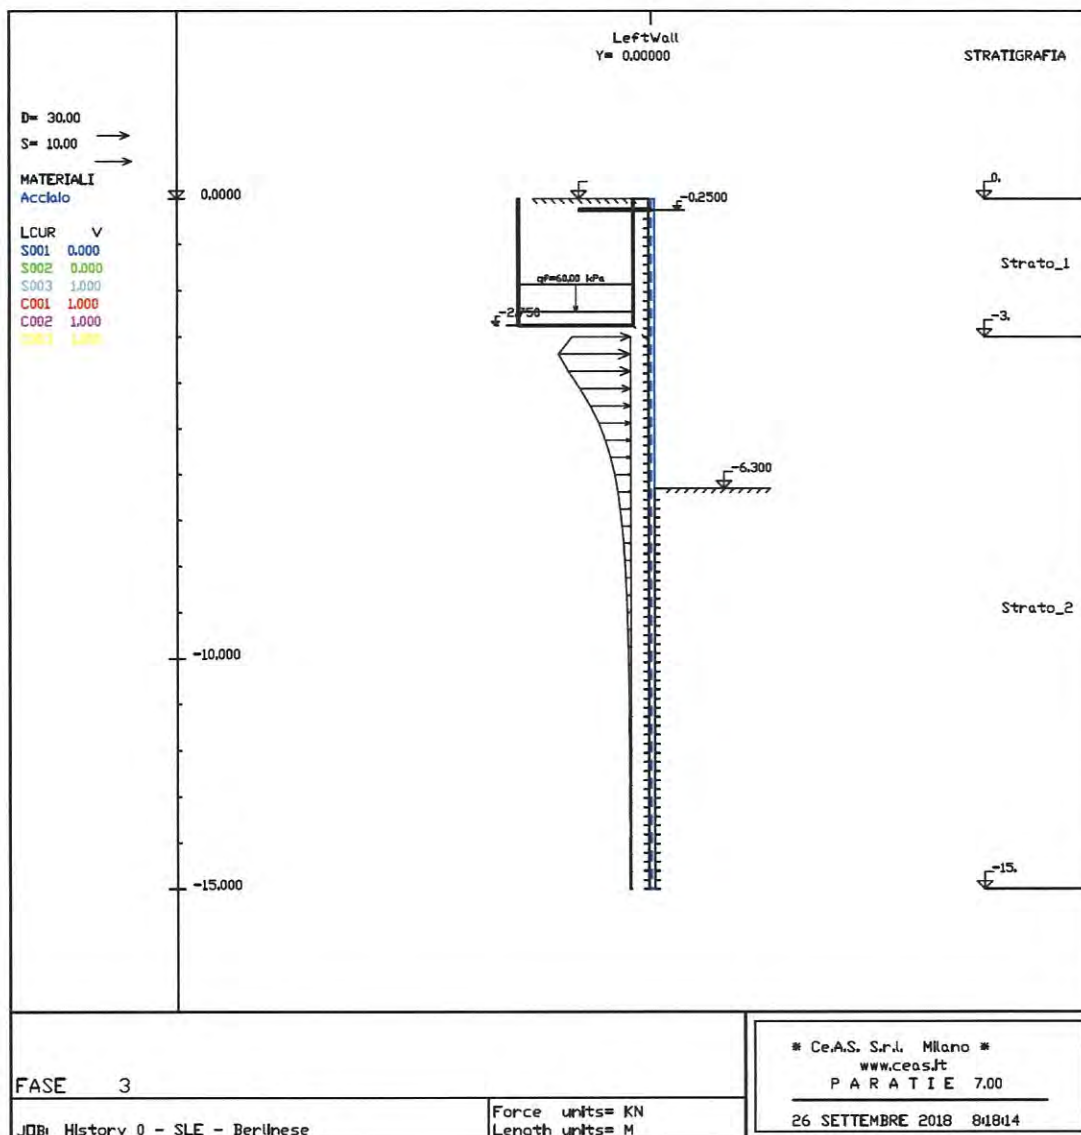 LeftWall
Y= 0.00000
STRATIGRAFIA
D= 30.00
S= 10.00
MATERIALI
Acciaio
0.0000
-0.2500
0.
LCUR V
S001 0.000
S002 0.000
S003 1.000
C001 1.000
C002 1.000
Strato_1
qf=60.00 kPa
-2.750
-3.
-6.300
Strato_2
-10.000
-15.000
-15.
FASE 3
JOB: History 0 - SLE - Berlinese
Force units= KN
Length units= M
* Ce.A.S. S.r.l. Milano *
www.ceas.it
P A R A T I E 7.00
26 SETTEMBRE 2018 8:18:14